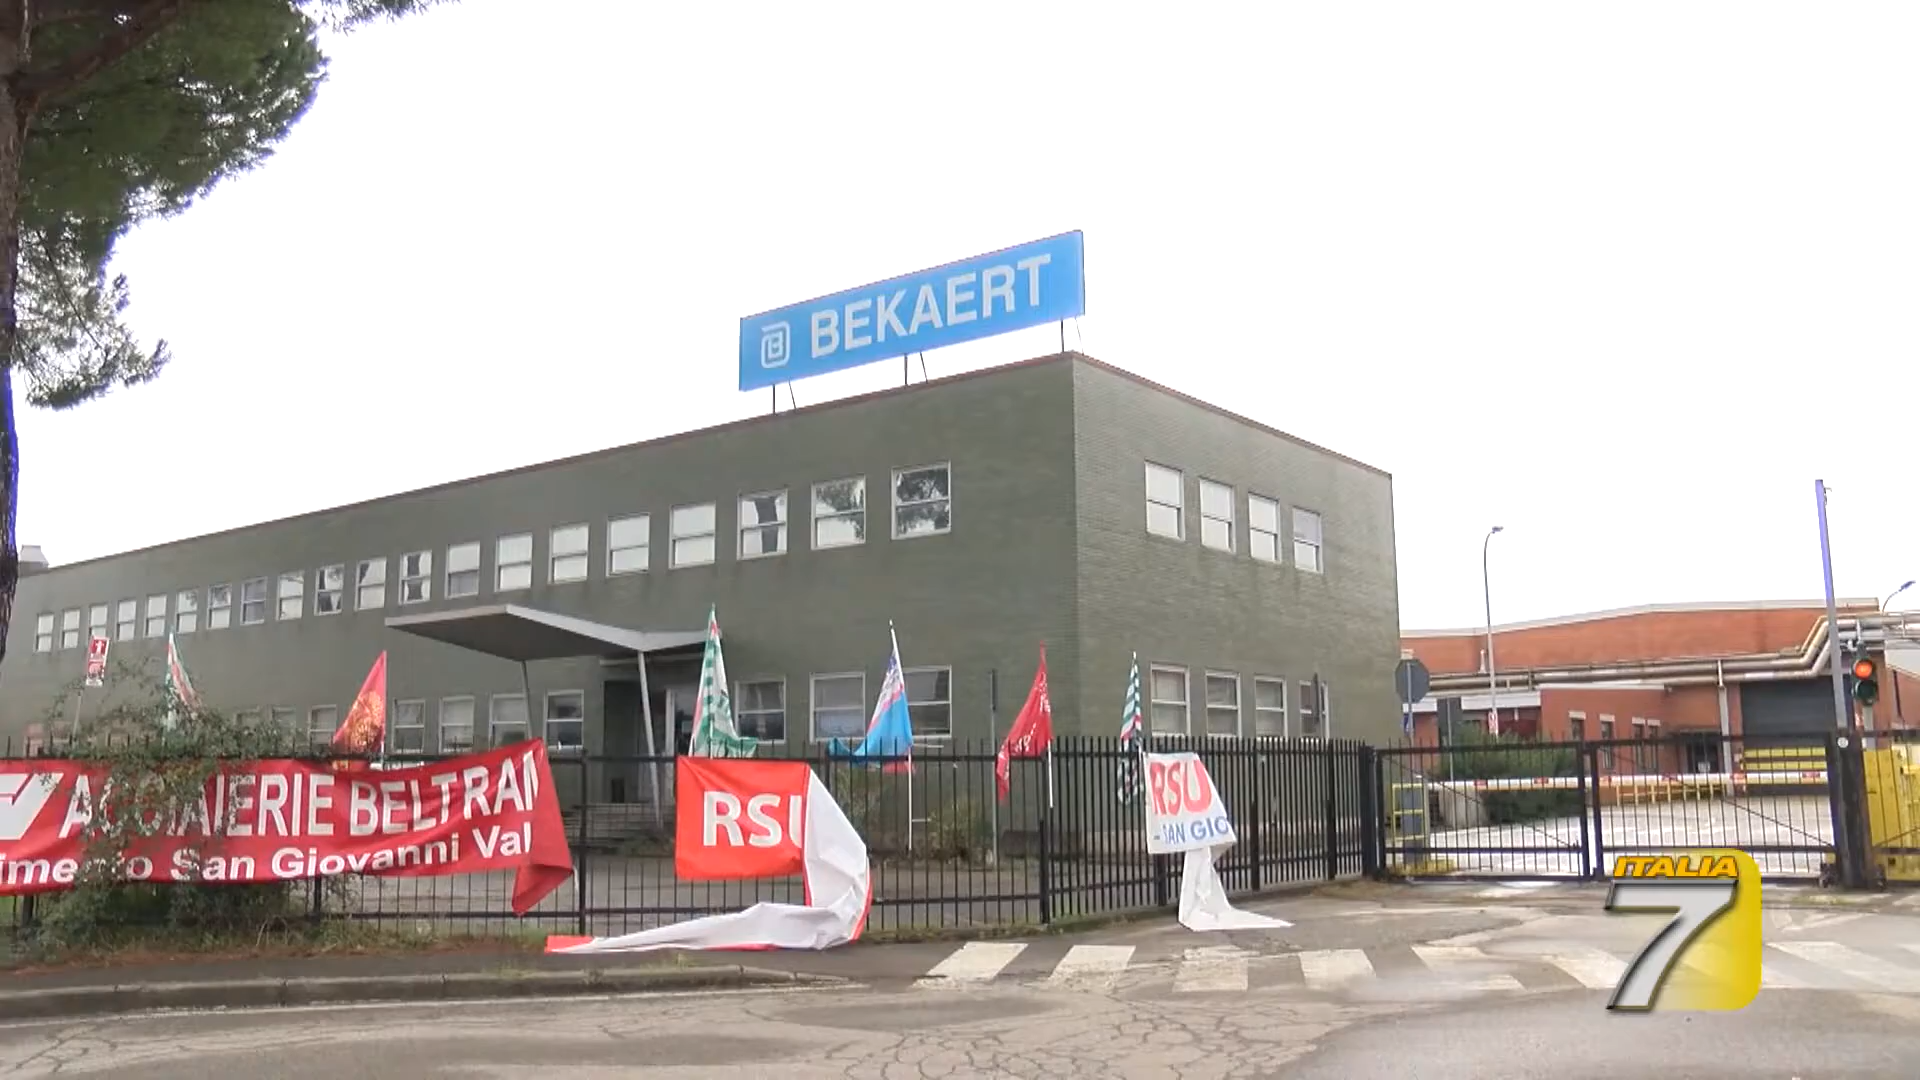 BEKAERT
ACCIAIERIE BELTRAM
imento San Giovanni Val
RSU
RSU
- SAN GIO
ITALIA
7